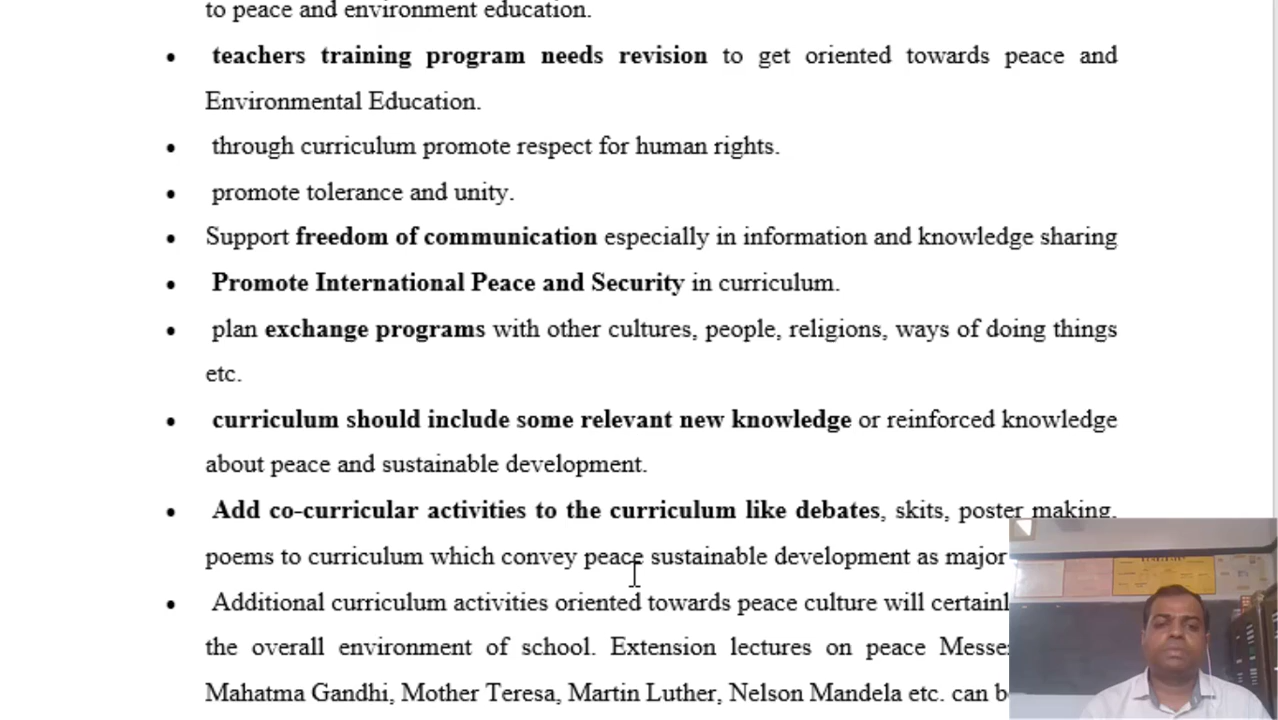 to peace and environment education.
• teachers training program needs revision to get oriented towards peace and
Environmental Education.
• through curriculum promote respect for human rights.
• promote tolerance and unity.
• Support freedom of communication especially in information and knowledge sharing
• Promote International Peace and Security in curriculum.
• plan exchange programs with other cultures, people, religions, ways of doing things
etc.
• curriculum should include some relevant new knowledge or reinforced knowledge
about peace and sustainable development.
• Add co-curricular activities to the curriculum like debates, skits, poster making,
poems to curriculum which convey peace sustainable development as major
• Additional curriculum activities oriented towards peace culture will
the overall environment of school. Extension lectures on peace
Mahatma Gandhi, Mother Teresa, Martin Luther, Nelson Mandela etc. can